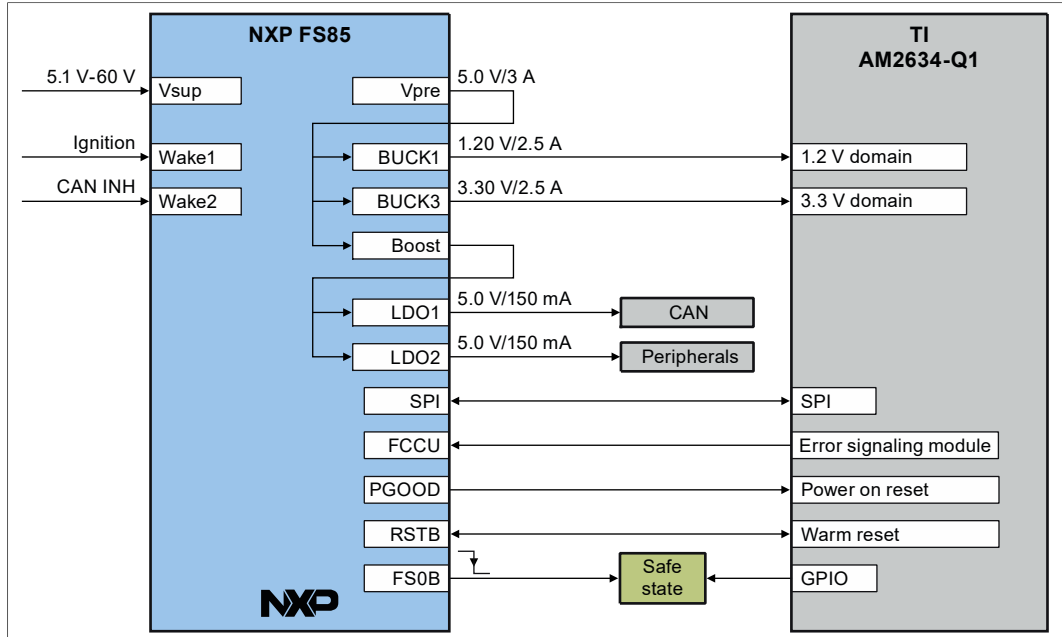 NXP FS85
TI
AM2634-Q1
5.1 V-60 V
Vsup
Vpre
5.0 V/3 A
Ignition
Wake1
BUCK1
1.20 V/2.5 A
1.2 V domain
CAN INH
Wake2
BUCK3
3.30 V/2.5 A
3.3 V domain
Boost
LDO1
5.0 V/150 mA
CAN
LDO2
5.0 V/150 mA
Peripherals
SPI
SPI
FCCU
Error signaling module
PGOOD
Power on reset
RSTB
Warm reset
FS0B
Safe
state
GPIO
NXP